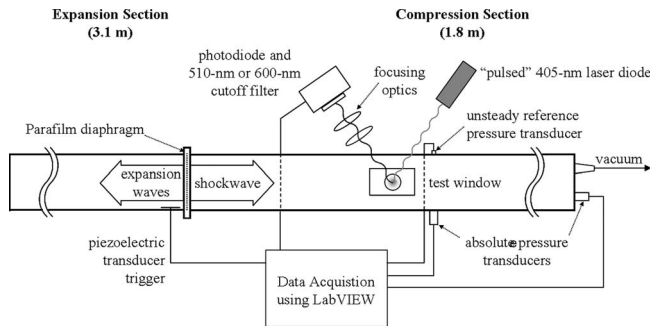 Expansion Section
(3.1 m)
Compression Section
(1.8 m)
photodiode and
510-nm or 600-nm
cutoff filter
focusing
optics
“pulsed” 405-nm laser diode
Parafilm diaphragm
unsteady reference
pressure transducer
vacuum
expansion
waves
shockwave
test window
piezoelectric
transducer
trigger
absolute pressure
transducers
Data Acquistion
using LabVIEW